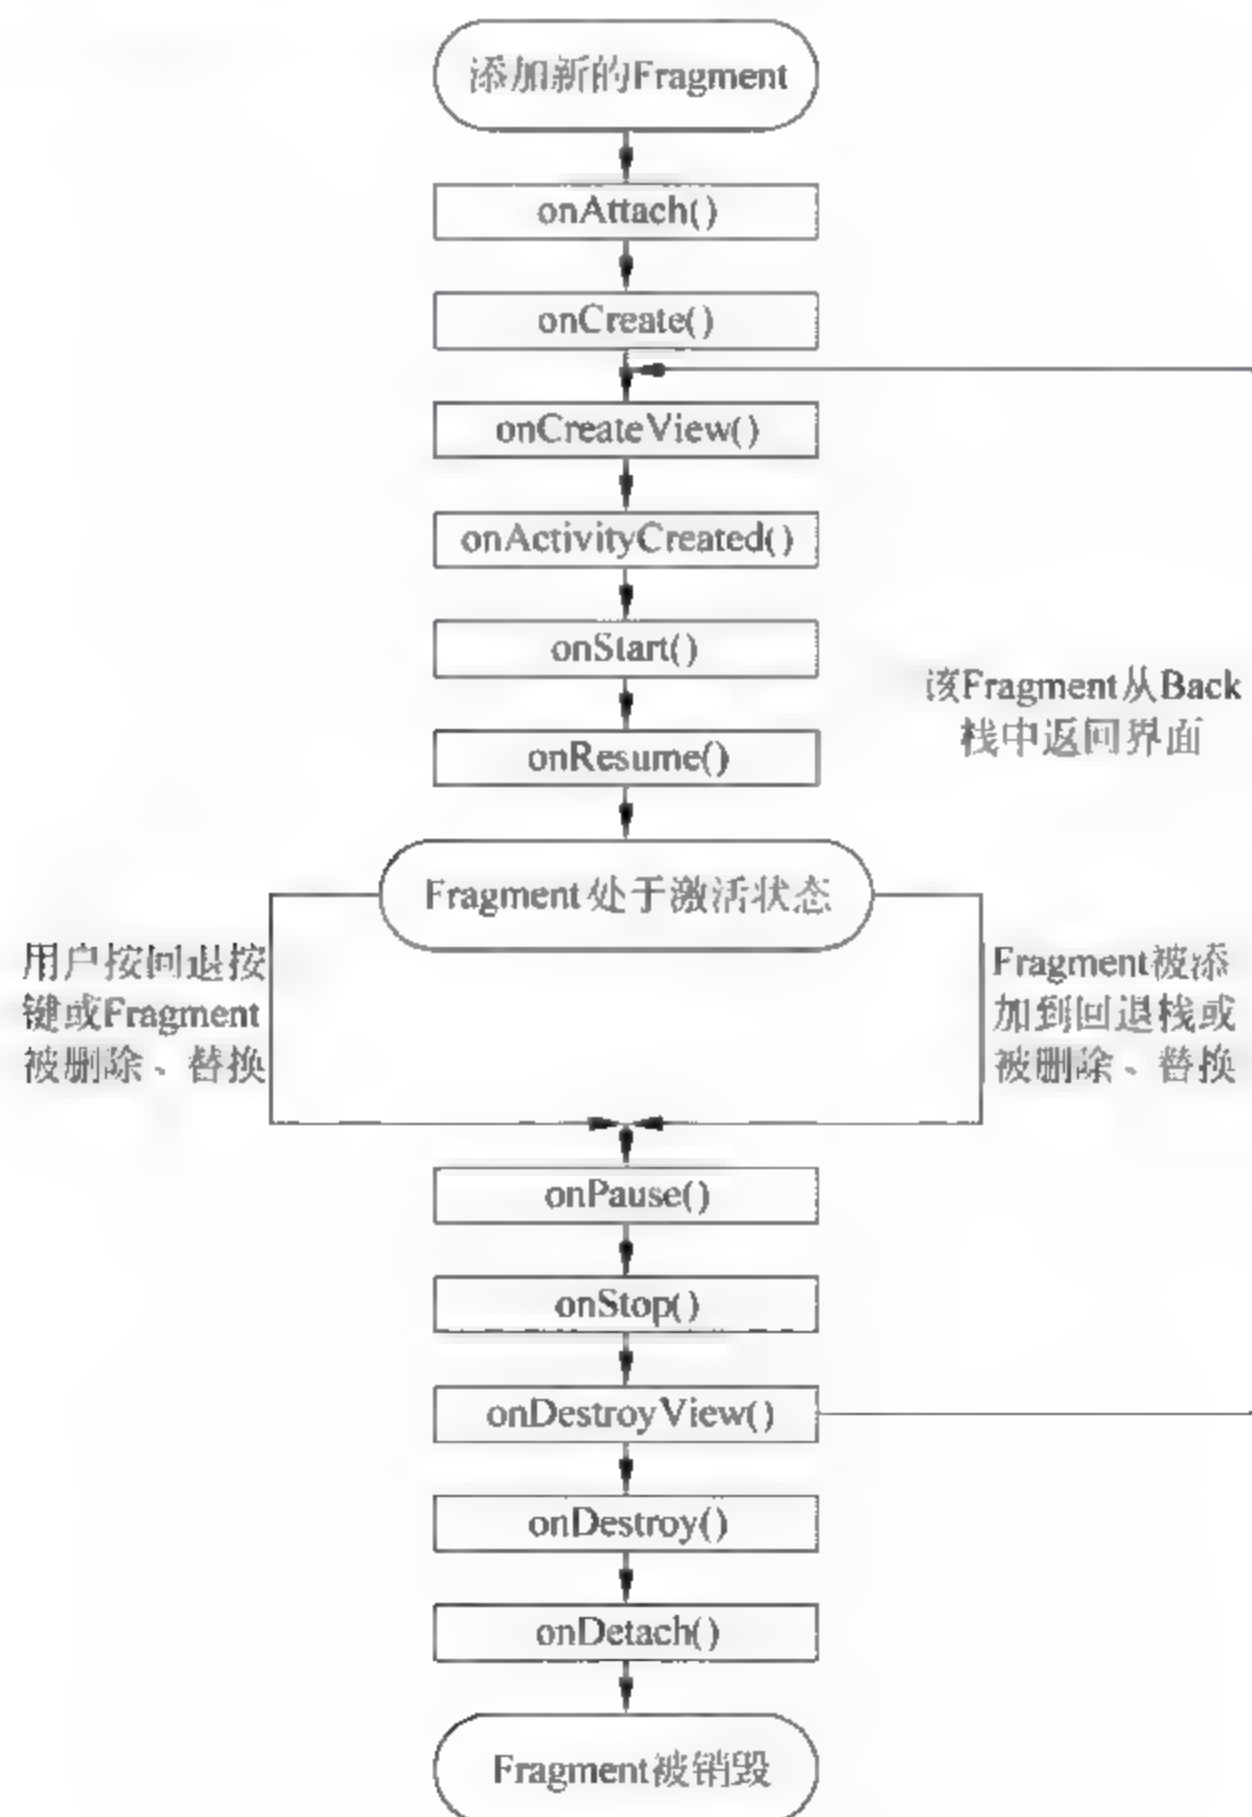 添加新的Fragment
onAttach()
onCreate()
onCreateView()
onActivityCreated()
onStart()
onResume()
该Fragment从Back
栈中返回界面
Fragment处于激活状态
用户按回退按
键或Fragment
被删除、替换
Fragment被添
加到回退栈或
被删除、替换
onPause()
onStop()
onDestroyView()
onDestroy()
onDetach()
Fragment被销毁